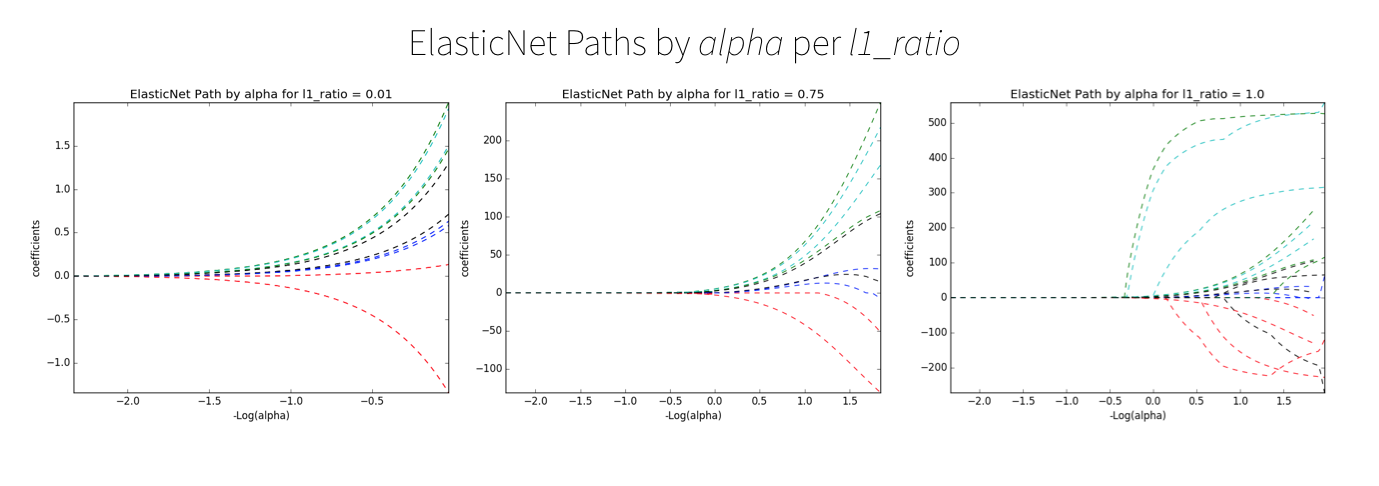 ElasticNet Paths by alpha per l1_ratio
ElasticNet Path by alpha for l1_ratio = 0.01
coefficients
1.5
1.0
0.5
0.0
−0.5
−1.0
−2.0 −1.5 −1.0 −0.5
-Log(alpha)
ElasticNet Path by alpha for l1_ratio = 0.75
coefficients
200
150
100
50
0
−50
−100
−2.0 −1.5 −1.0 −0.5 0.0 0.5 1.0 1.5
-Log(alpha)
ElasticNet Path by alpha for l1_ratio = 1.0
coefficients
500
400
300
200
100
0
−100
−200
−2.0 −1.5 −1.0 −0.5 0.0 0.5 1.0 1.5
-Log(alpha)